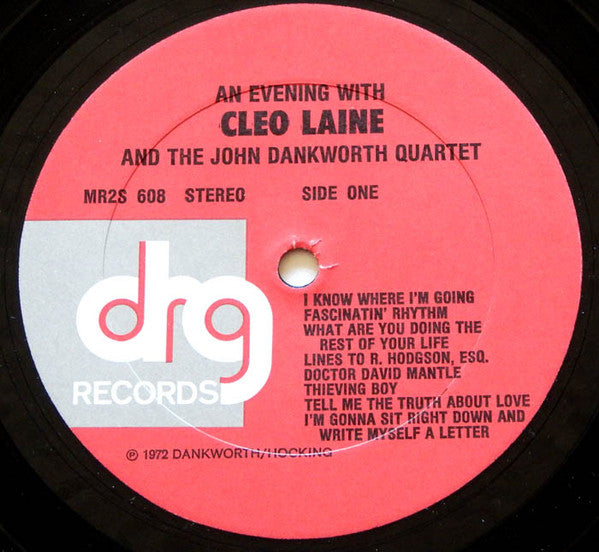 AN EVENING WITH
CLEO LAINE
AND THE JOHN DANKWORTH QUARTET
MR2S 608 STEREO SIDE ONE
drg
RECORDS
I KNOW WHERE I'M GOING
FASCINATIN' RHYTHM
WHAT ARE YOU DOING THE
REST OF YOUR LIFE
LINES TO R. HODGSON, ESQ.
DOCTOR DAVID MANTLE
THIEVING BOY
TELL ME THE TRUTH ABOUT LOVE
I'M GONNA SIT RIGHT DOWN AND
WRITE MYSELF A LETTER
℗ 1972 DANKWORTH/HOCKING